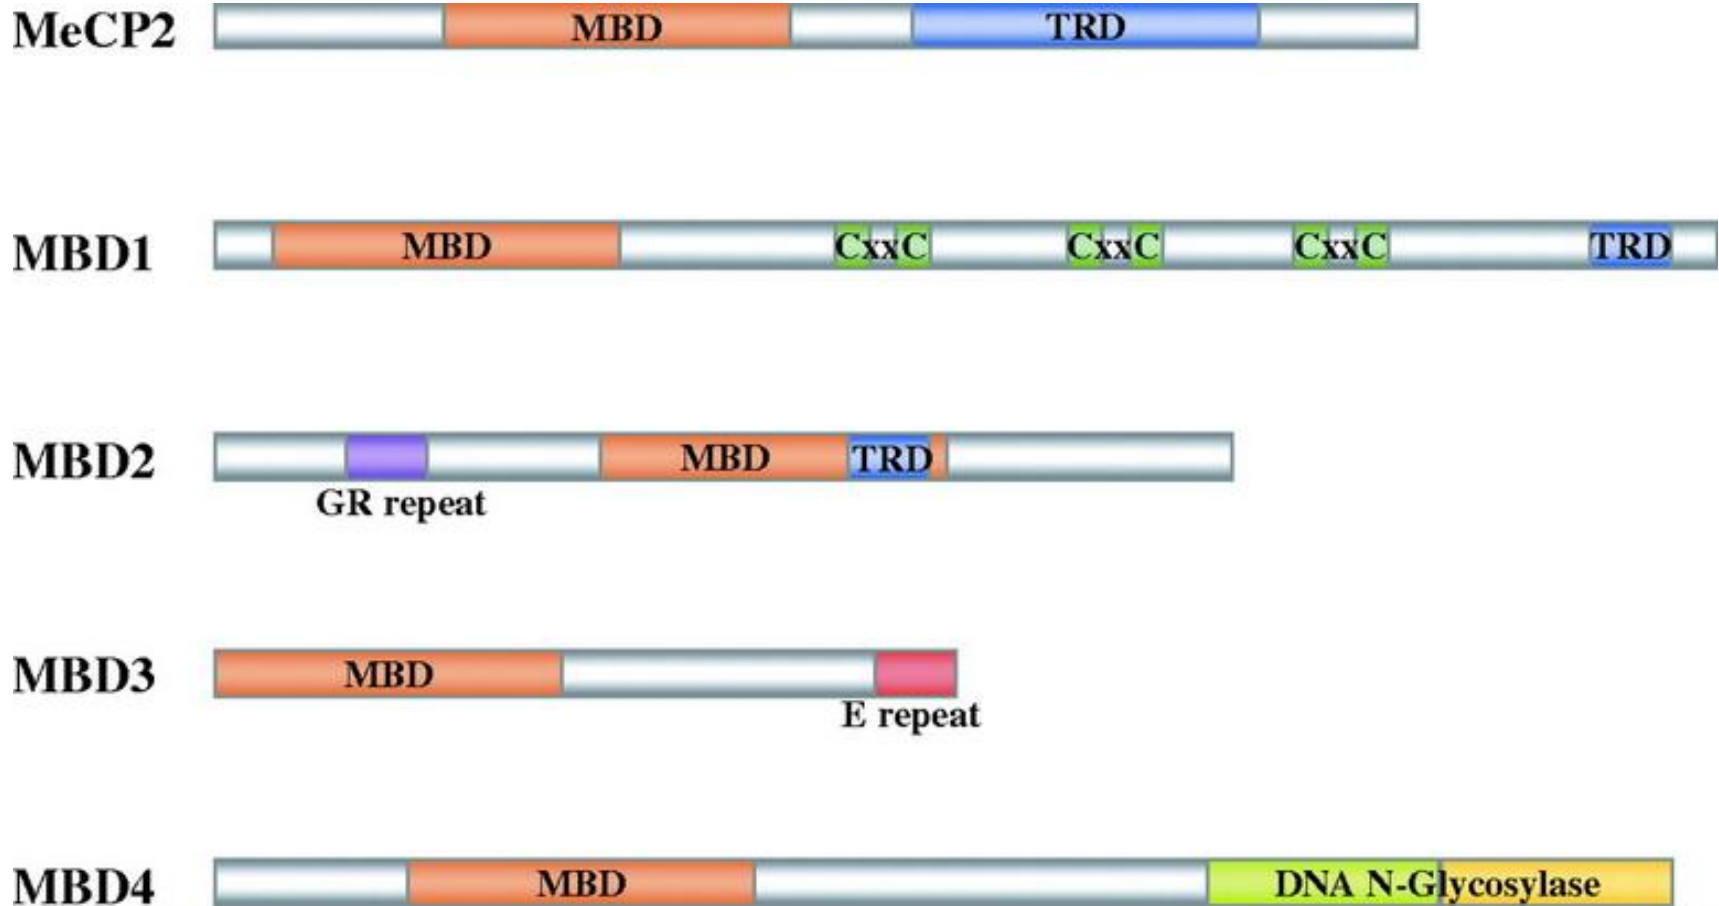 MeCP2 MBD TRD
MBD1 MBD CxxC CxxC CxxC TRD
MBD2 MBD TRD
GR repeat
MBD3 MBD
E repeat
MBD4 MBD DNA N-Glycosylase